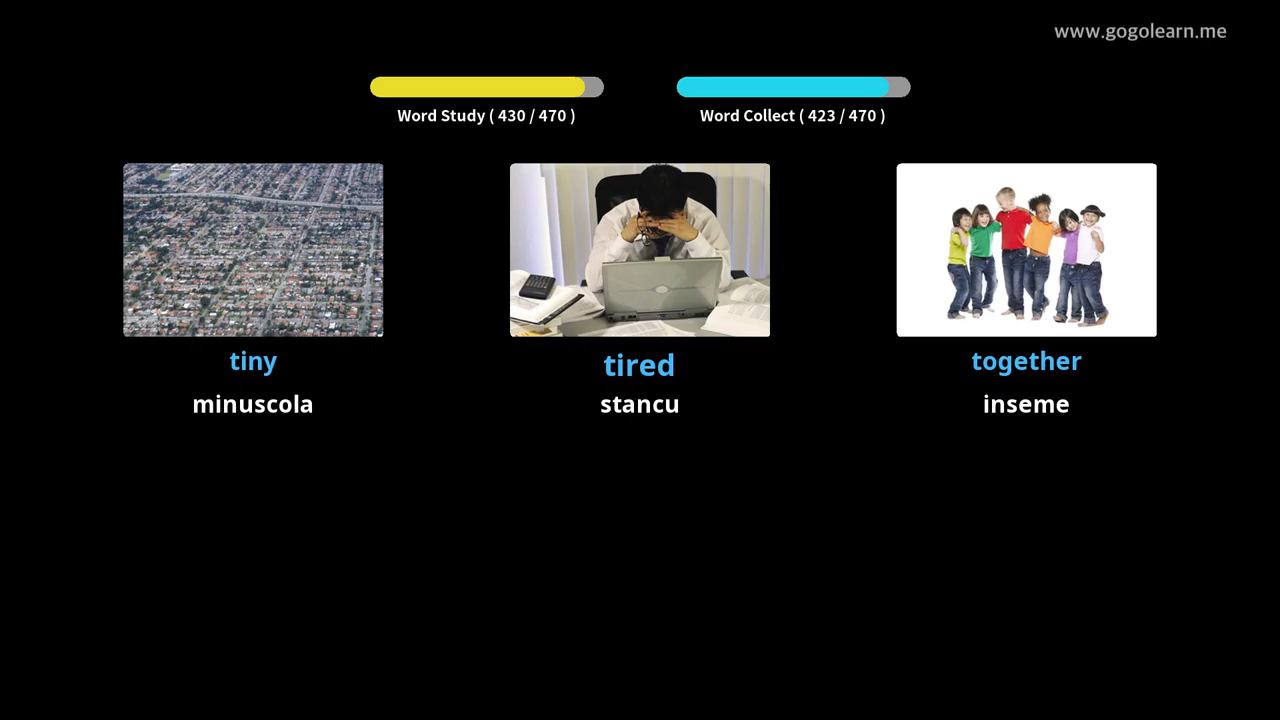 www.gogolearn.me
Word Study ( 430 / 470 )
Word Collect ( 423 / 470 )
tiny
tired
together
minuscola
stancu
inseme